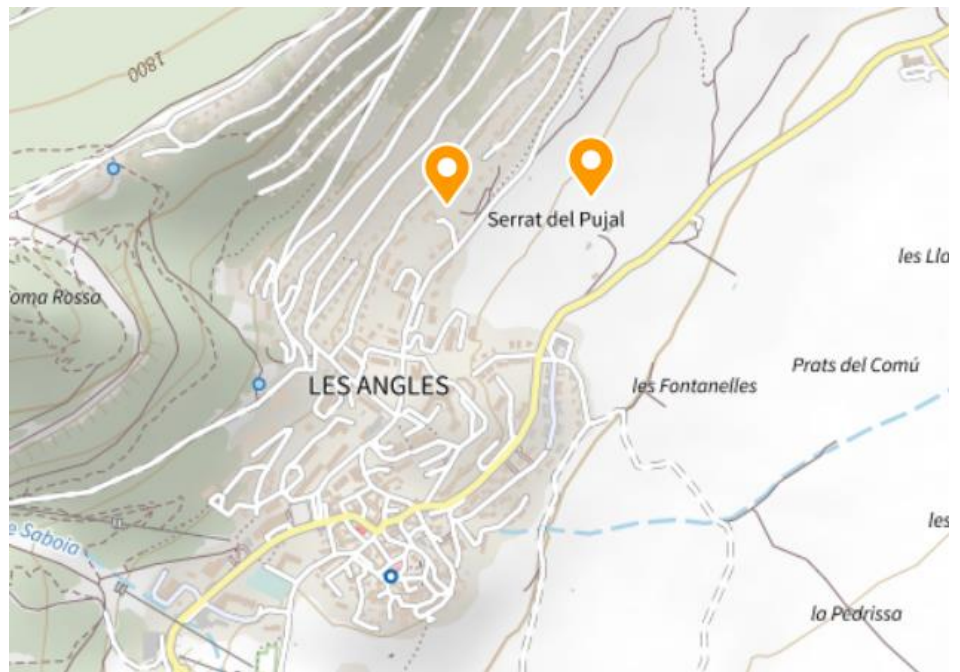 1800
Serrat del Pujal
les Lla
oma Rossa
Prats del Comú
LES ANGLES
les Fontanelles
les
e Saboia
la Pedrissa